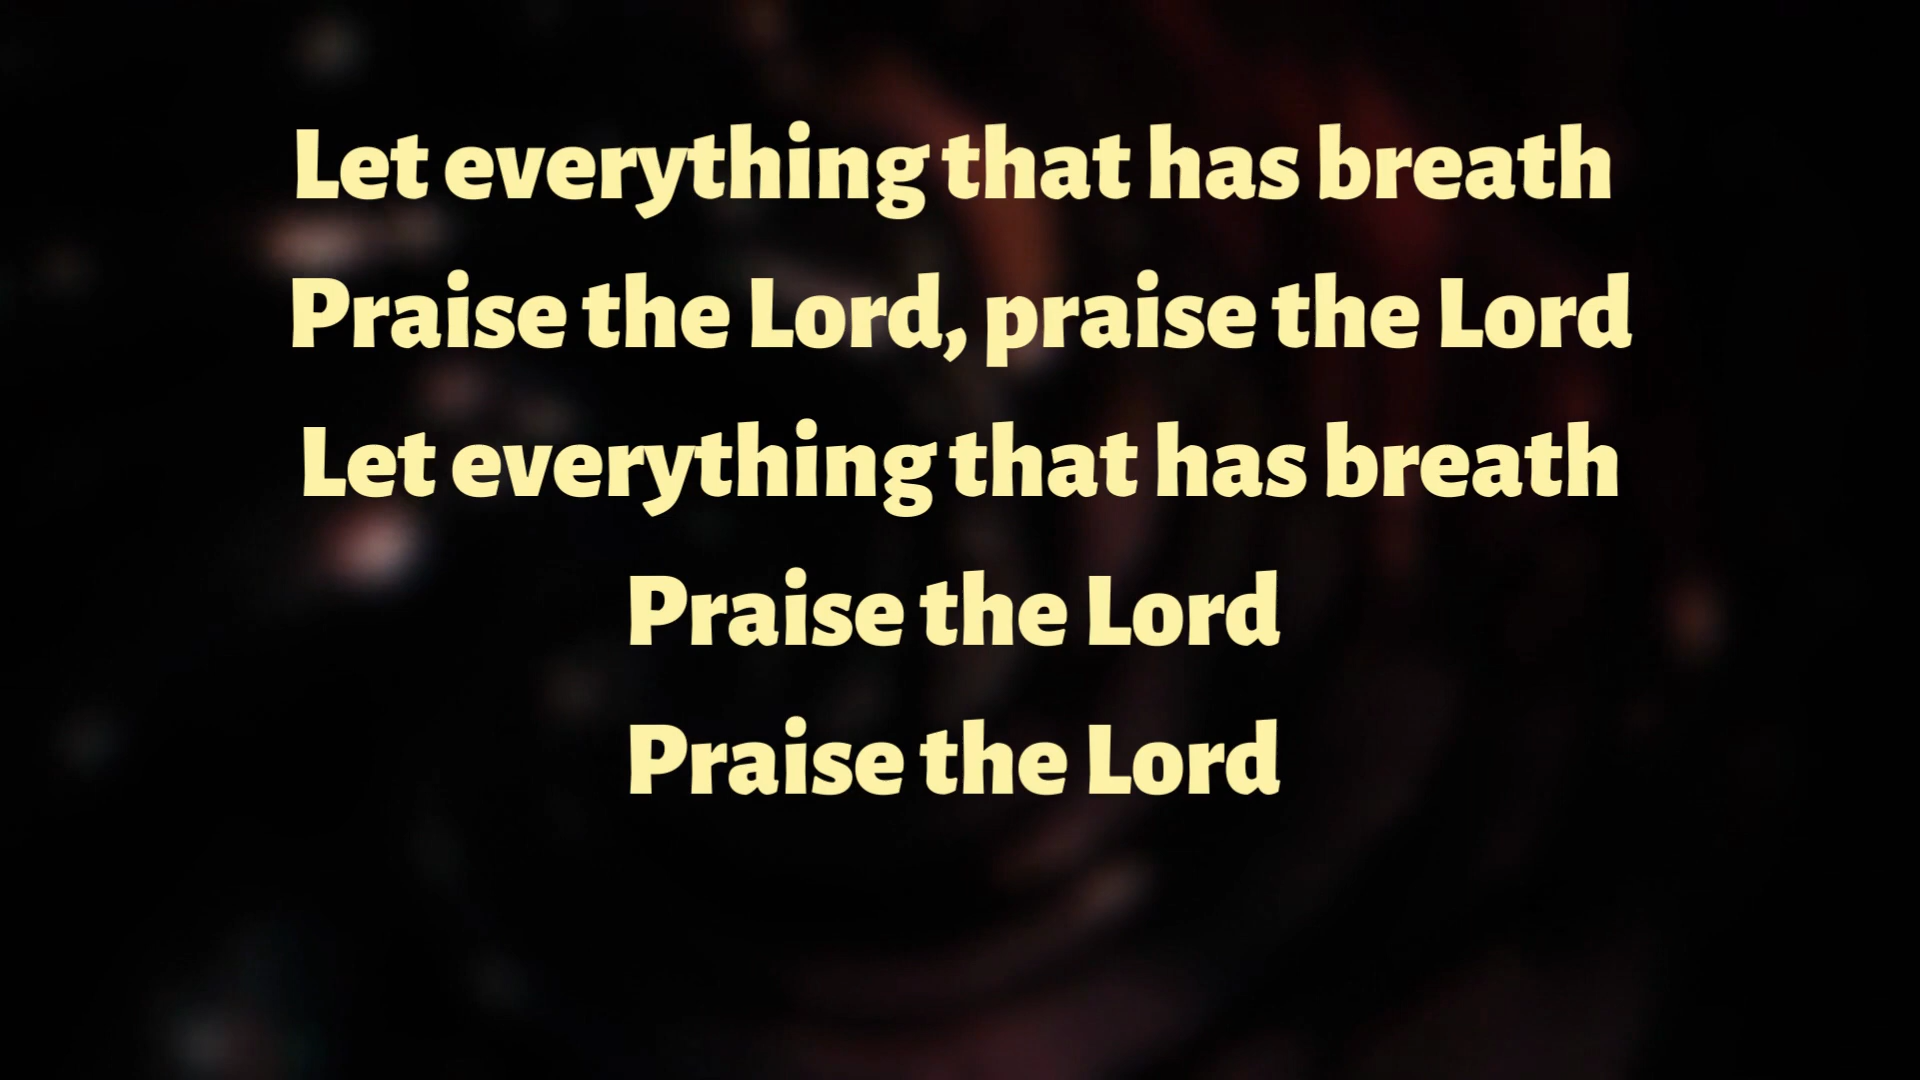 Let everything that has breath
Praise the Lord, praise the Lord
Let everything that has breath
Praise the Lord
Praise the Lord